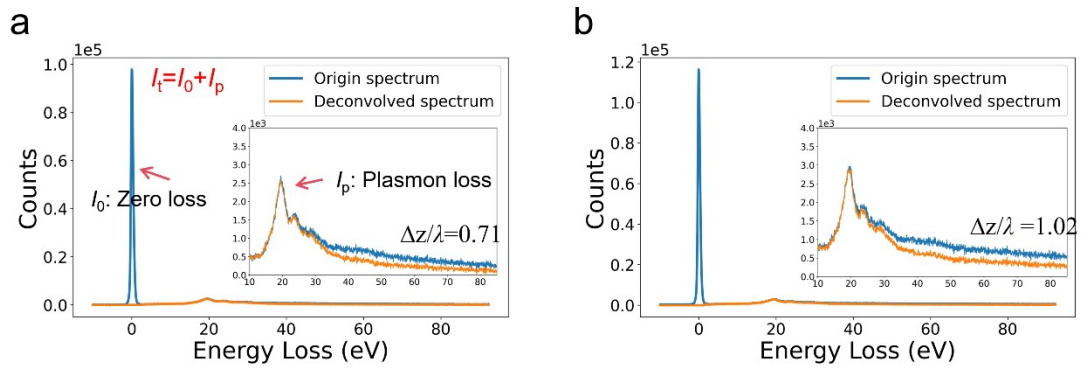 a
1e5
I_t=I_0+I_p
Origin spectrum
Deconvolved spectrum
1.0
0.8
0.6
0.4
0.2
0.0
Counts
I_0: Zero loss
1e3
4.0
3.5
3.0
2.5
2.0
1.5
1.0
0.5
0.0
I_p: Plasmon loss
Δz/λ=0.71
10 20 30 40 50 60 70 80
0 20 40 60 80
Energy Loss (eV)
b
1e5
Origin spectrum
Deconvolved spectrum
1.2
1.0
0.8
0.6
0.4
0.2
0.0
Counts
1e3
4.0
3.5
3.0
2.5
2.0
1.5
1.0
0.5
0.0
Δz/λ =1.02
10 20 30 40 50 60 70 80
0 20 40 60 80
Energy Loss (eV)